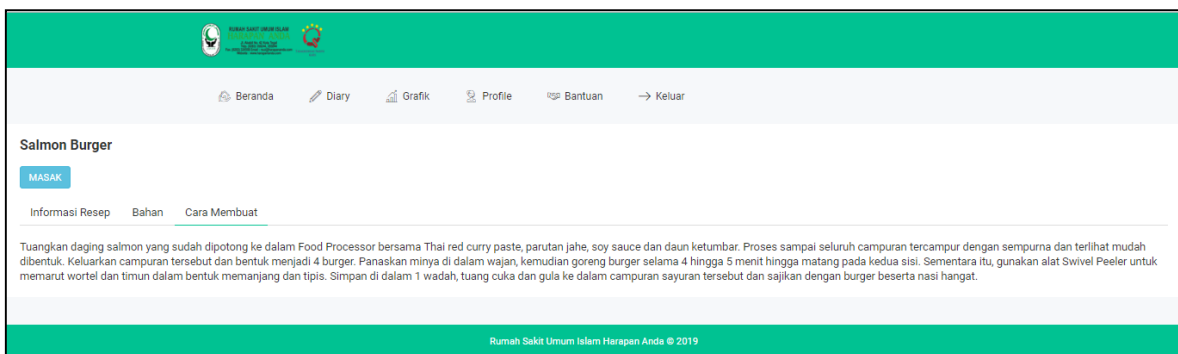 RUMAH SAKIT UMUM ISLAM
HARAPAN ANDA
Beranda Diary Grafik Profile Bantuan Keluar
Salmon Burger
MASAK
Informasi Resep Bahan Cara Membuat
Tuangkan daging salmon yang sudah dipotong ke dalam Food Processor bersama Thai red curry paste, parutan jahe, soy sauce dan daun ketumbar. Proses sampai seluruh campuran tercampur dengan sempurna dan terlihat mudah
dibentuk. Keluarkan campuran tersebut dan bentuk menjadi 4 burger. Panaskan minya di dalam wajan, kemudian goreng burger selama 4 hingga 5 menit hingga matang pada kedua sisi. Sementara itu, gunakan alat Swivel Peeler untuk
memarut wortel dan timun dalam bentuk memanjang dan tipis. Simpan di dalam 1 wadah, tuang cuka dan gula ke dalam campuran sayuran tersebut dan sajikan dengan burger beserta nasi hangat.
Rumah Sakit Umum Islam Harapan Anda © 2019